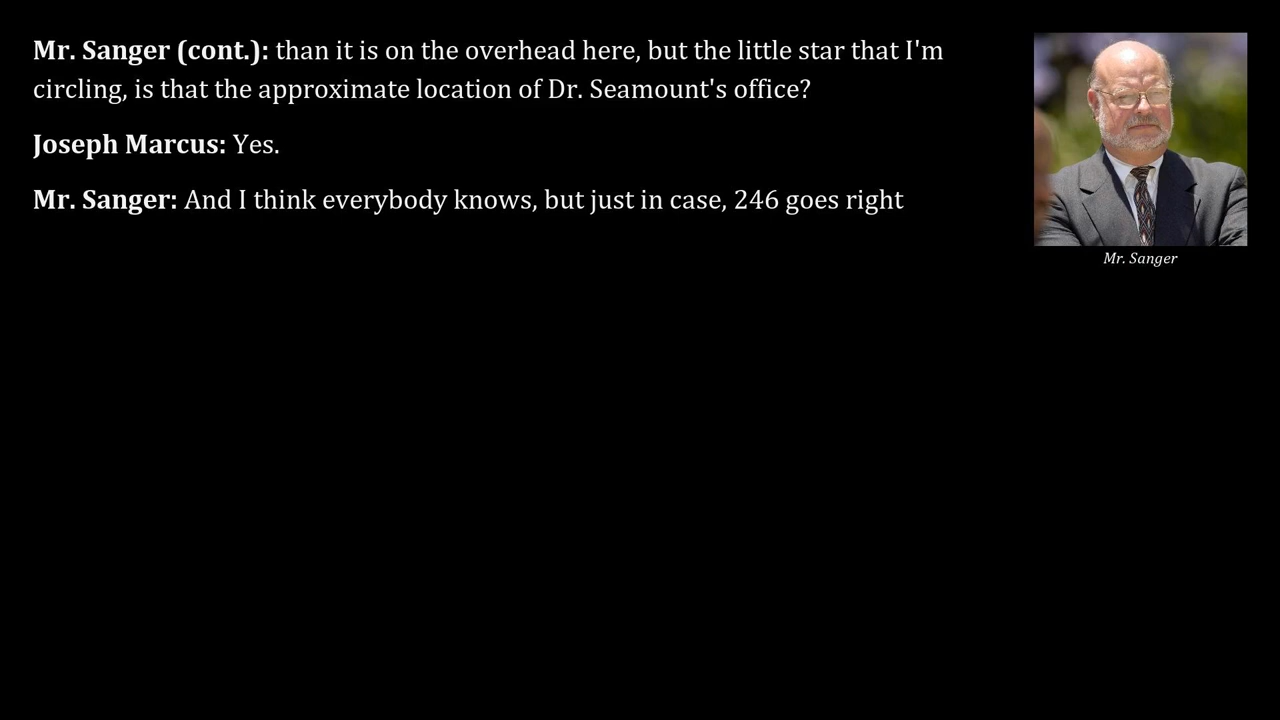 Mr. Sanger (cont.): than it is on the overhead here, but the little star that I'm
circling, is that the approximate location of Dr. Seamount's office?
Joseph Marcus: Yes.
Mr. Sanger: And I think everybody knows, but just in case, 246 goes right
Mr. Sanger